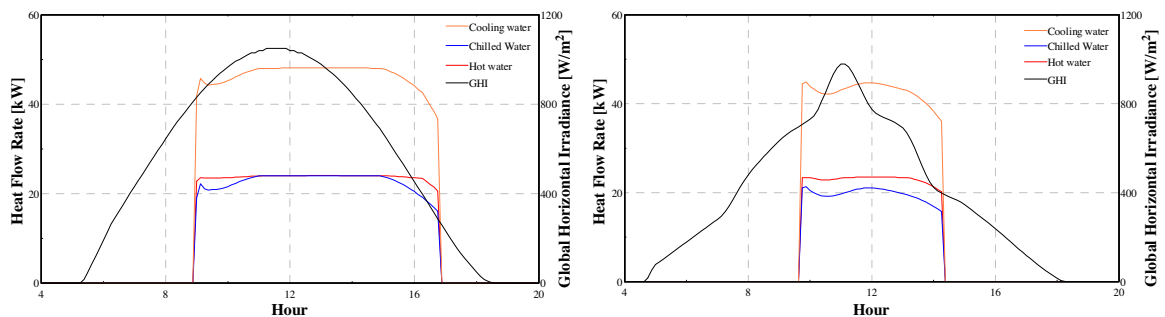 60
1200
Cooling water
Chilled Water
Hot water
GHI
40
800
20
400
0
0
4
8
12
16
20
Heat Flow Rate [kW]
Global Horizontal Irradiance [W/m²]
Hour
60
1200
Cooling water
Chilled Water
Hot water
GHI
40
800
20
400
0
0
4
8
12
16
20
Heat Flow Rate [kW]
Global Horizontal Irradiance [W/m²]
Hour